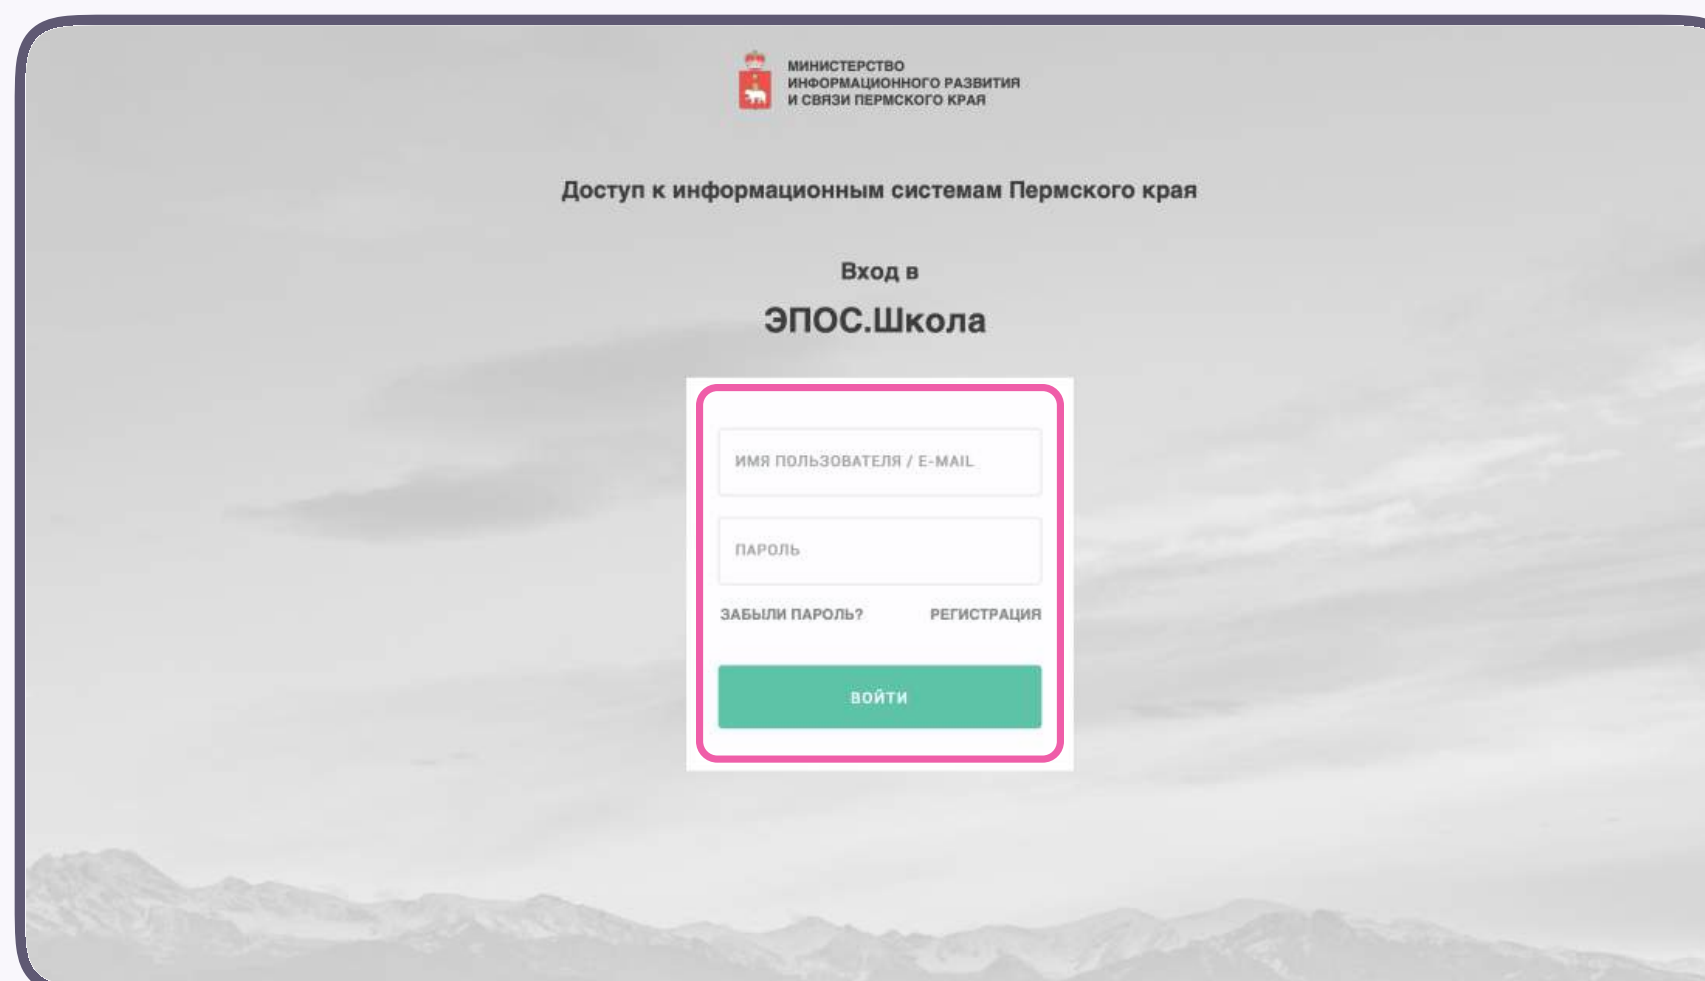 МИНИСТЕРСТВО
ИНФОРМАЦИОННОГО РАЗВИТИЯ
И СВЯЗИ ПЕРМСКОГО КРАЯ
Доступ к информационным системам Пермского края
Вход в
ЭПОС.Школа
ИМЯ ПОЛЬЗОВАТЕЛЯ / E-MAIL
ПАРОЛЬ
ЗАБЫЛИ ПАРОЛЬ? РЕГИСТРАЦИЯ
ВОЙТИ